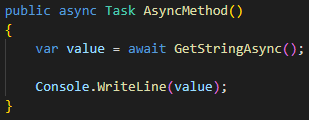 public async Task AsyncMethod()
{
    var value = await GetStringAsync();

    Console.WriteLine(value);
}